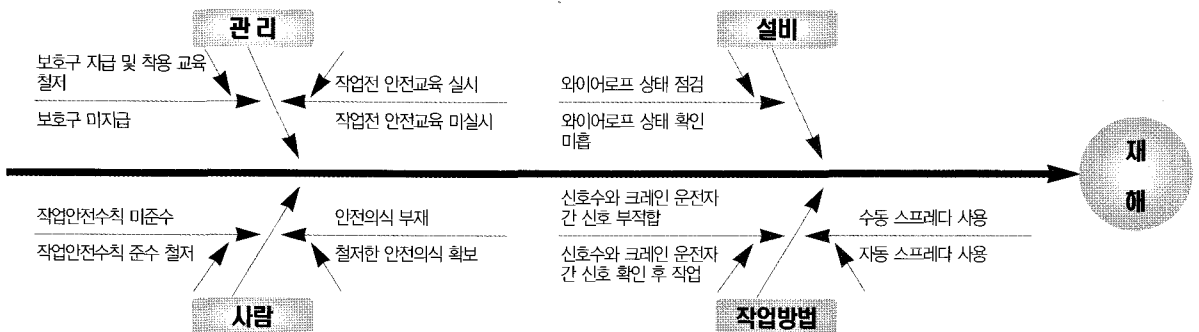 관 리
설비
보호구 지급 및 착용 교육
철저
작업전 안전교육 실시
와이어로프 상태 점검
보호구 미지급
작업전 안전교육 미실시
와이어로프 상태 확인
미흡
재
해
작업안전수칙 미준수
안전의식 부재
신호수와 크레인 운전자
간 신호 부적합
수동 스프레다 사용
작업안전수칙 준수 철저
철저한 안전의식 확보
신호수와 크레인 운전자
간 신호 확인 후 작업
자동 스프레다 사용
사람
작업방법